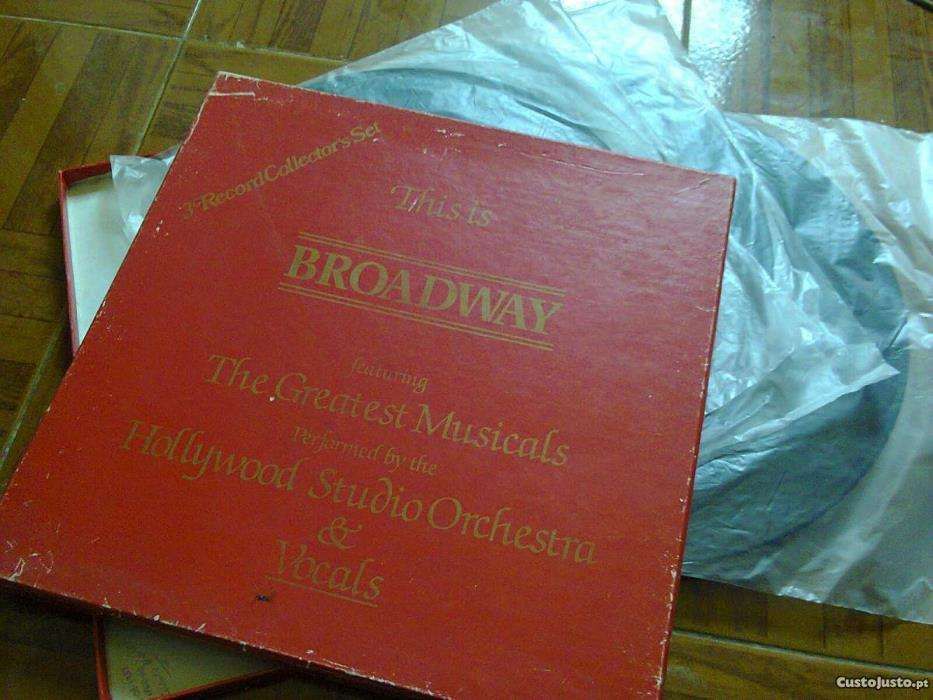 3-Record Collector's Set
This is
BROADWAY
featuring
The Greatest Musicals
Performed by the
Hollywood Studio Orchestra
&
Vocals
CustoJusto.pt